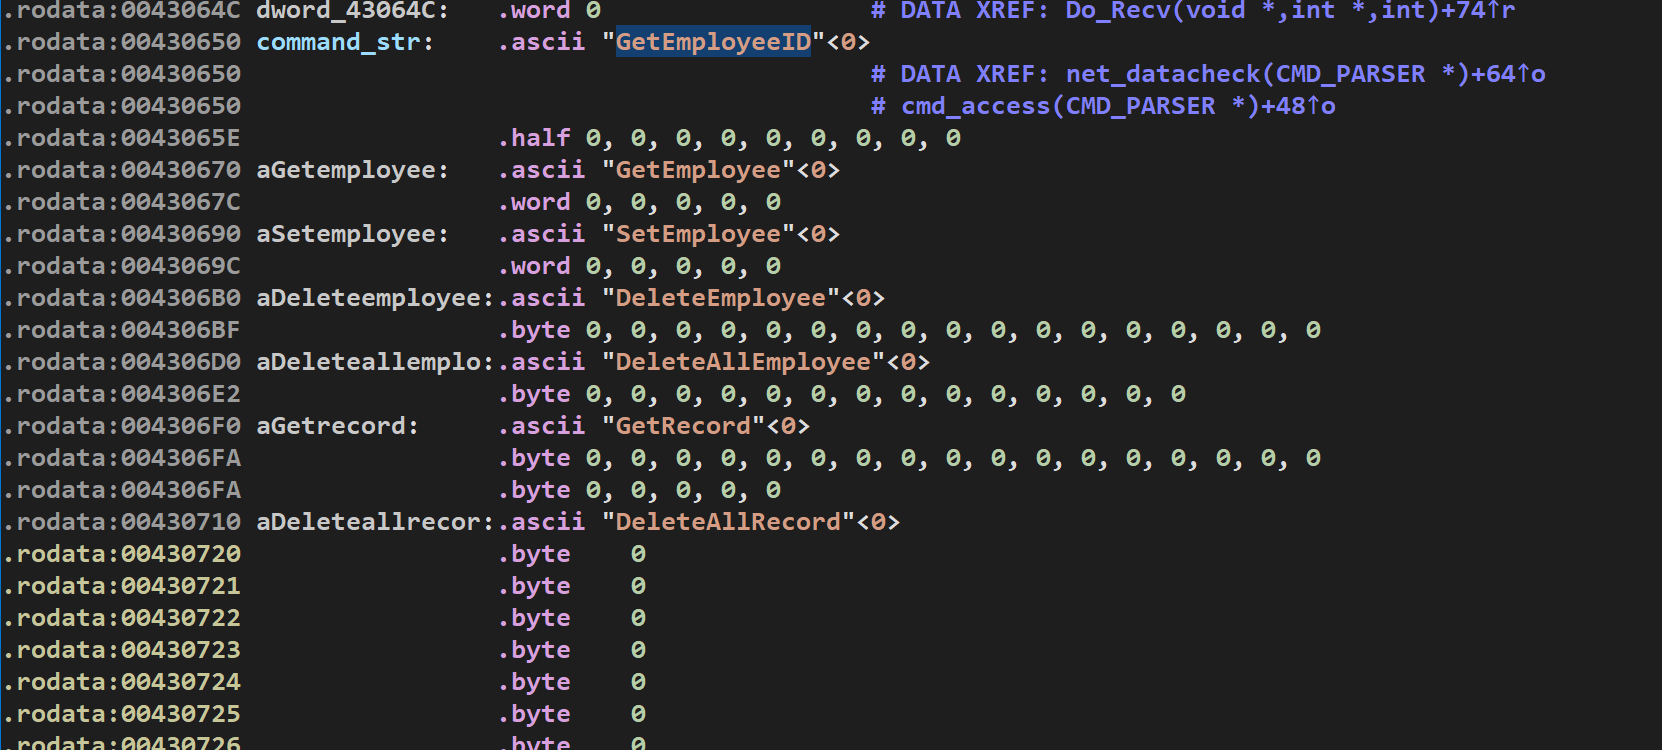 .rodata:0043064C dword_43064C: .word 0 # DATA XREF: Do_Recv(void *,int *,int)+74↑r
.rodata:00430650 command_str: .ascii "GetEmployeeID"<0>
.rodata:00430650 # DATA XREF: net_datacheck(CMD_PARSER *)+64↑o
.rodata:00430650 # cmd_access(CMD_PARSER *)+48↑o
.rodata:0043065E .half 0, 0, 0, 0, 0, 0, 0, 0, 0
.rodata:00430670 aGetemployee: .ascii "GetEmployee"<0>
.rodata:0043067C .word 0, 0, 0, 0, 0
.rodata:00430690 aSetemployee: .ascii "SetEmployee"<0>
.rodata:0043069C .word 0, 0, 0, 0, 0
.rodata:004306B0 aDeleteemployee:.ascii "DeleteEmployee"<0>
.rodata:004306BF .byte 0, 0, 0, 0, 0, 0, 0, 0, 0, 0, 0, 0, 0, 0, 0, 0, 0
.rodata:004306D0 aDeleteallemplo:.ascii "DeleteAllEmployee"<0>
.rodata:004306E2 .byte 0, 0, 0, 0, 0, 0, 0, 0, 0, 0, 0, 0, 0, 0
.rodata:004306F0 aGetrecord: .ascii "GetRecord"<0>
.rodata:004306FA .byte 0, 0, 0, 0, 0, 0, 0, 0, 0, 0, 0, 0, 0, 0, 0, 0, 0
.rodata:004306FA .byte 0, 0, 0, 0, 0
.rodata:00430710 aDeleteallrecor:.ascii "DeleteAllRecord"<0>
.rodata:00430720 .byte 0
.rodata:00430721 .byte 0
.rodata:00430722 .byte 0
.rodata:00430723 .byte 0
.rodata:00430724 .byte 0
.rodata:00430725 .byte 0
.rodata:00430726 .byte 0